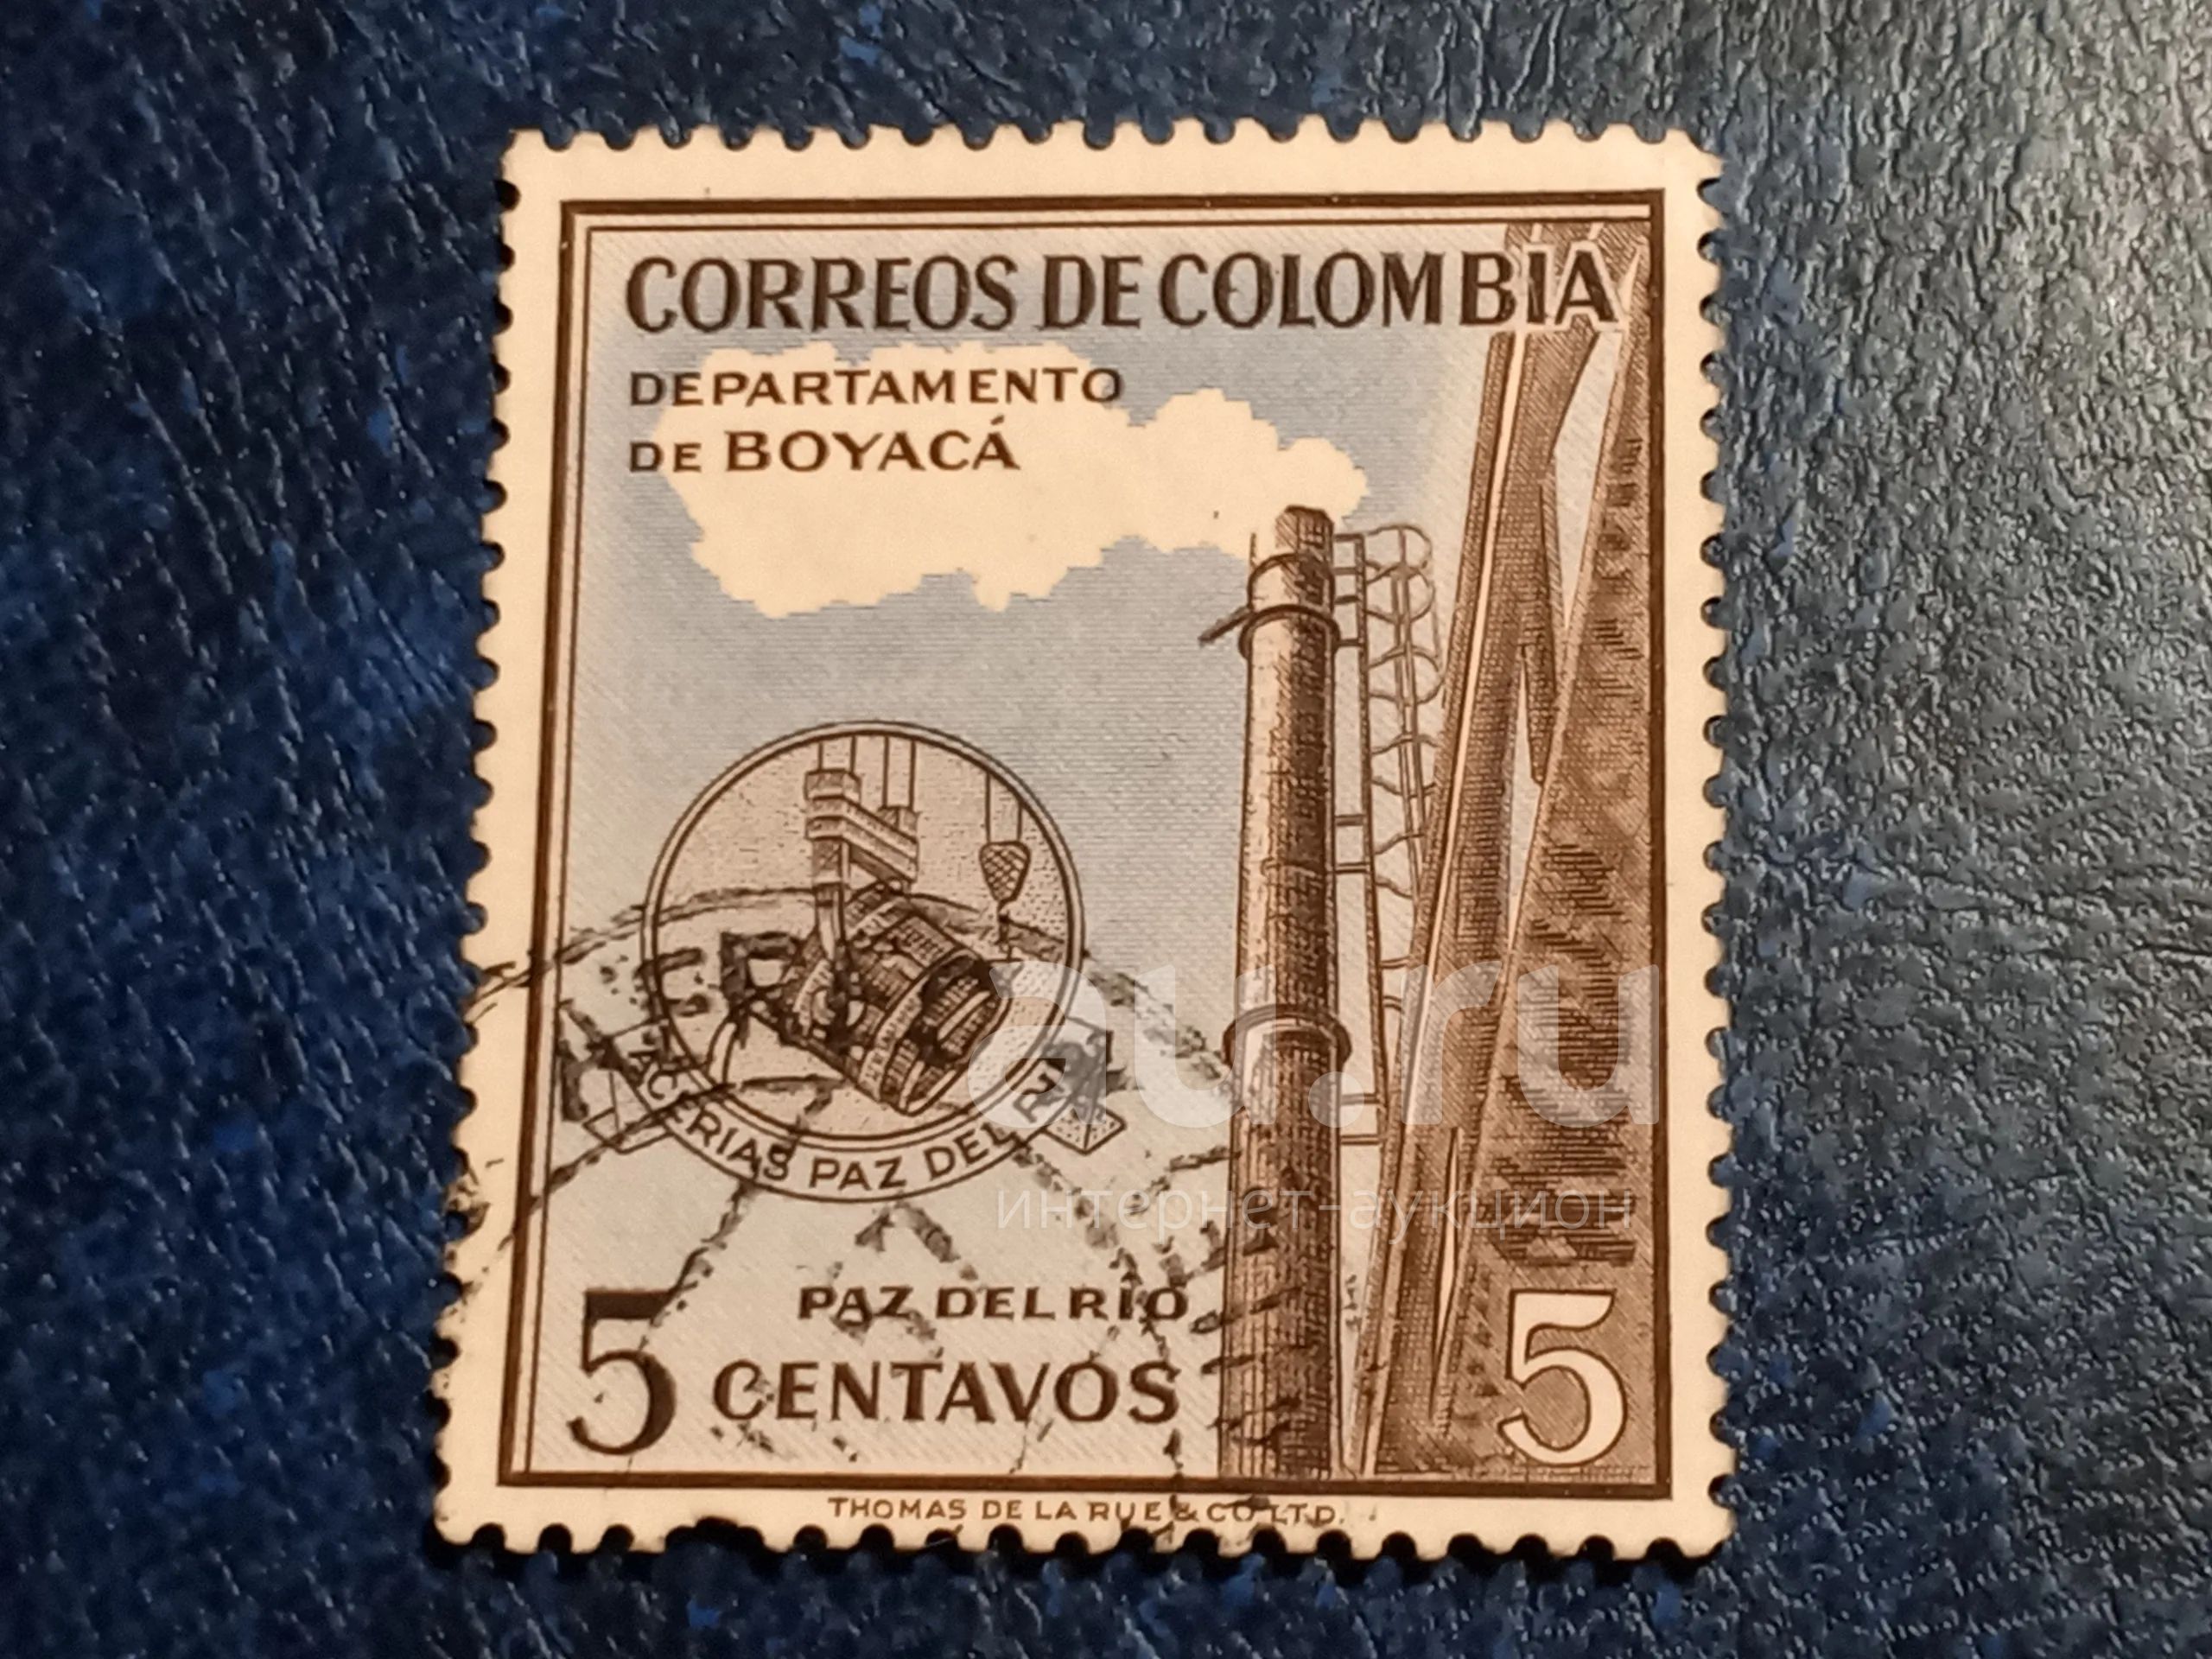 CORREOS DE COLOMBIA
DEPARTAMENTO
DE BOYACÁ
ACERIAS PAZ DEL
PAZ DEL RÍO
5 CENTAVOS 5
THOMAS DE LA RUE & CO LTD.
au.ru
интернет-аукцион